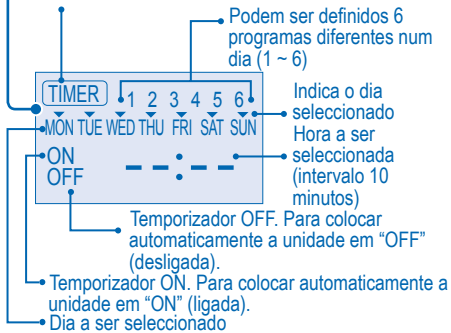 Podem ser definidos 6
programas diferentes num
dia (1 ~ 6)
TIMER 1 2 3 4 5 6
MON TUE WED THU FRI SAT SUN
ON
OFF
--:--
Indica o dia
seleccionado
Hora a ser
seleccionada
(intervalo 10
minutos)
Temporizador OFF. Para colocar
automaticamente a unidade em “OFF”
(desligada).
Temporizador ON. Para colocar automaticamente a
unidade em “ON” (ligada).
Dia a ser seleccionado